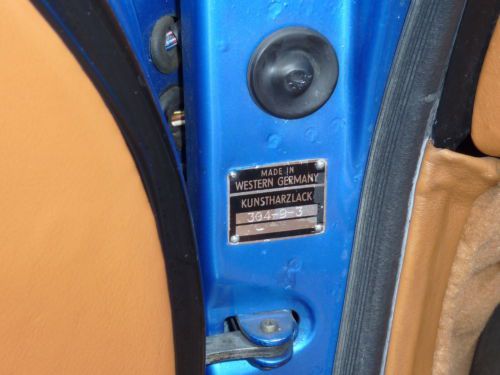 MADE IN
WESTERN GERMANY
KUNSTHARZLACK
304-9-3